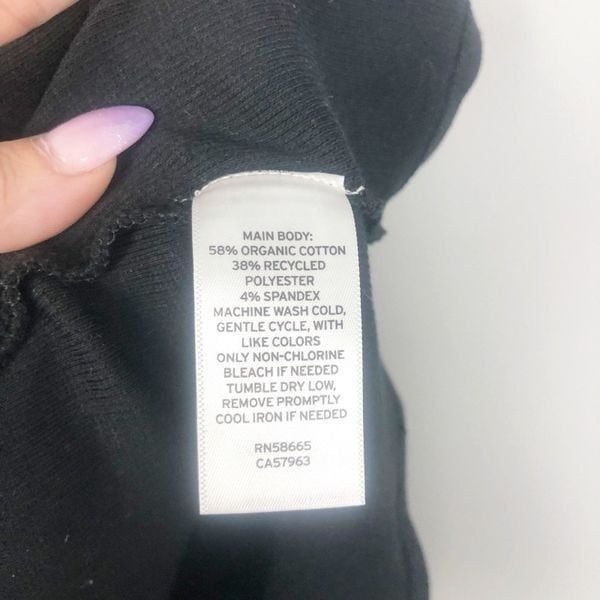 MAIN BODY:
58% ORGANIC COTTON
38% RECYCLED
POLYESTER
4% SPANDEX
MACHINE WASH COLD,
GENTLE CYCLE, WITH
LIKE COLORS
ONLY NON-CHLORINE
BLEACH IF NEEDED
TUMBLE DRY LOW,
REMOVE PROMPTLY
COOL IRON IF NEEDED
RN58665
CA57963